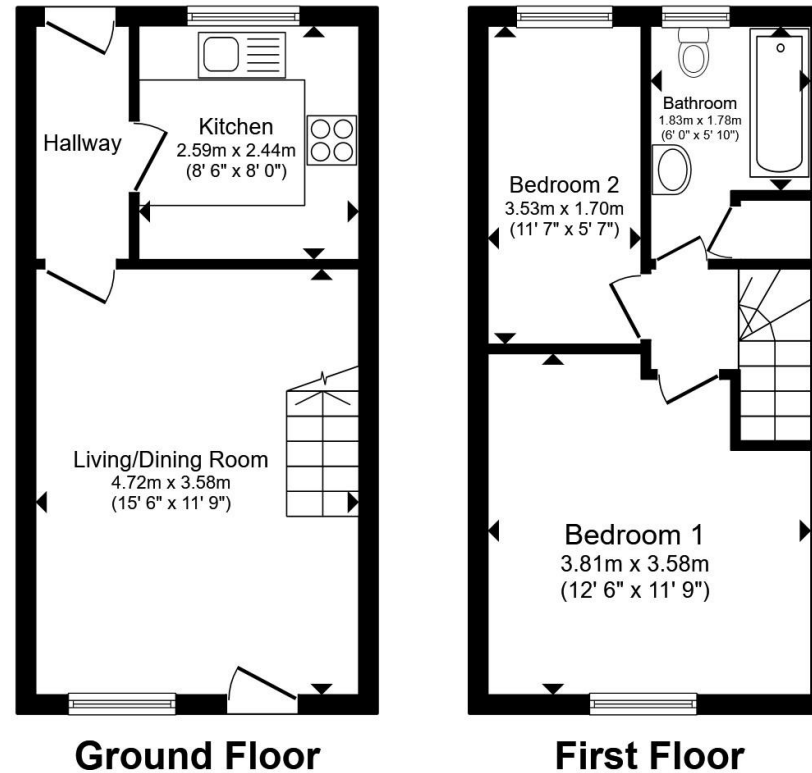 Hallway
Kitchen
2.59m x 2.44m
(8' 6" x 8' 0")
Living/Dining Room
4.72m x 3.58m
(15' 6" x 11' 9")
Ground Floor
Bathroom
1.83m x 1.78m
(6' 0" x 5' 10")
Bedroom 2
3.53m x 1.70m
(11' 7" x 5' 7")
Bedroom 1
3.81m x 3.58m
(12' 6" x 11' 9")
First Floor